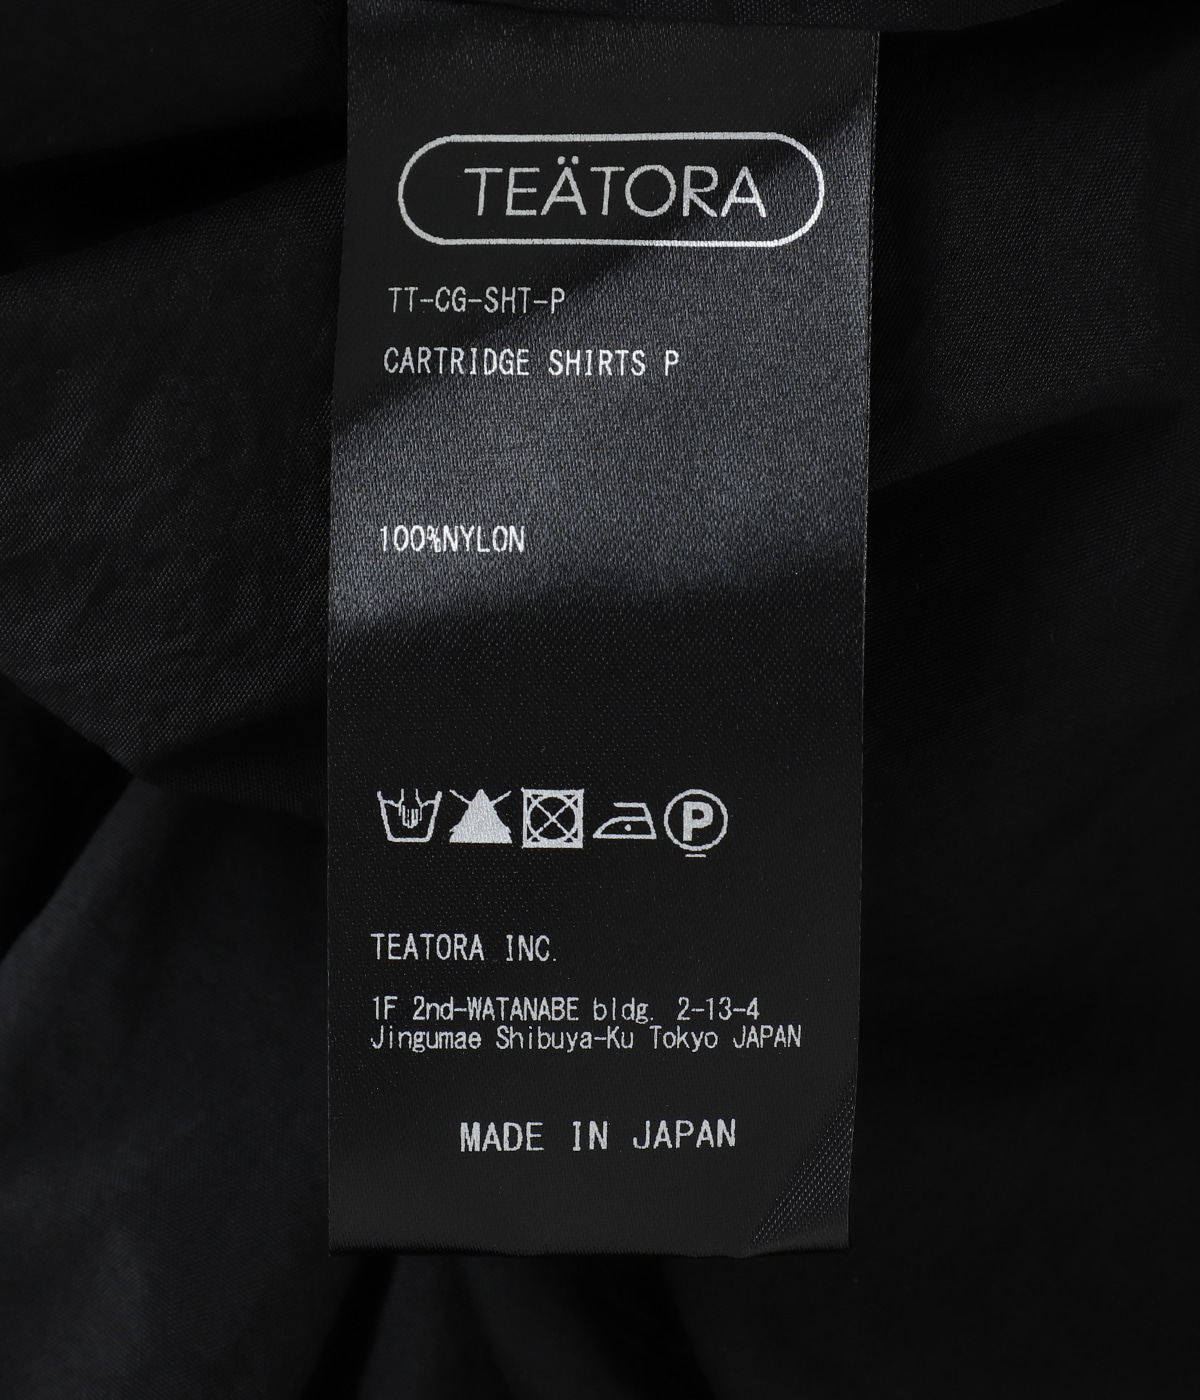 TEÄTORA
TT-CG-SHT-P
CARTRIDGE SHIRTS P
100%NYLON
P
TEATORA INC.
1F 2nd-WATANABE bldg. 2-13-4
Jingumae Shibuya-Ku Tokyo JAPAN
MADE IN JAPAN